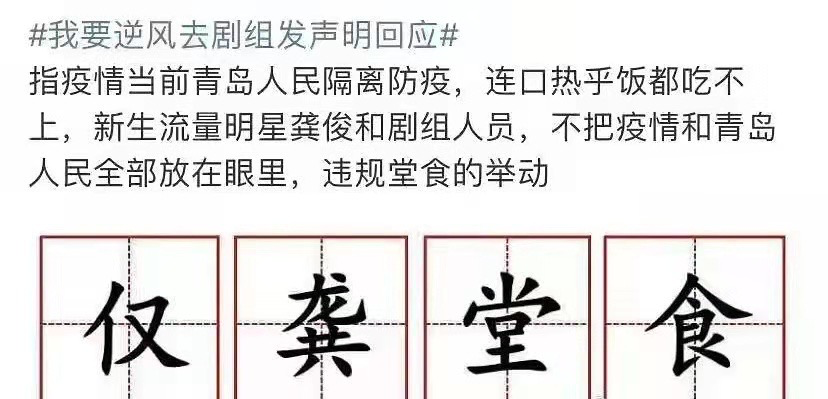 #我要逆风去剧组发声明回应#
指疫情当前青岛人民隔离防疫，连口热乎饭都吃不
上，新生流量明星龚俊和剧组人员，不把疫情和青岛
人民全部放在眼里，违规堂食的举动
仅龚堂食